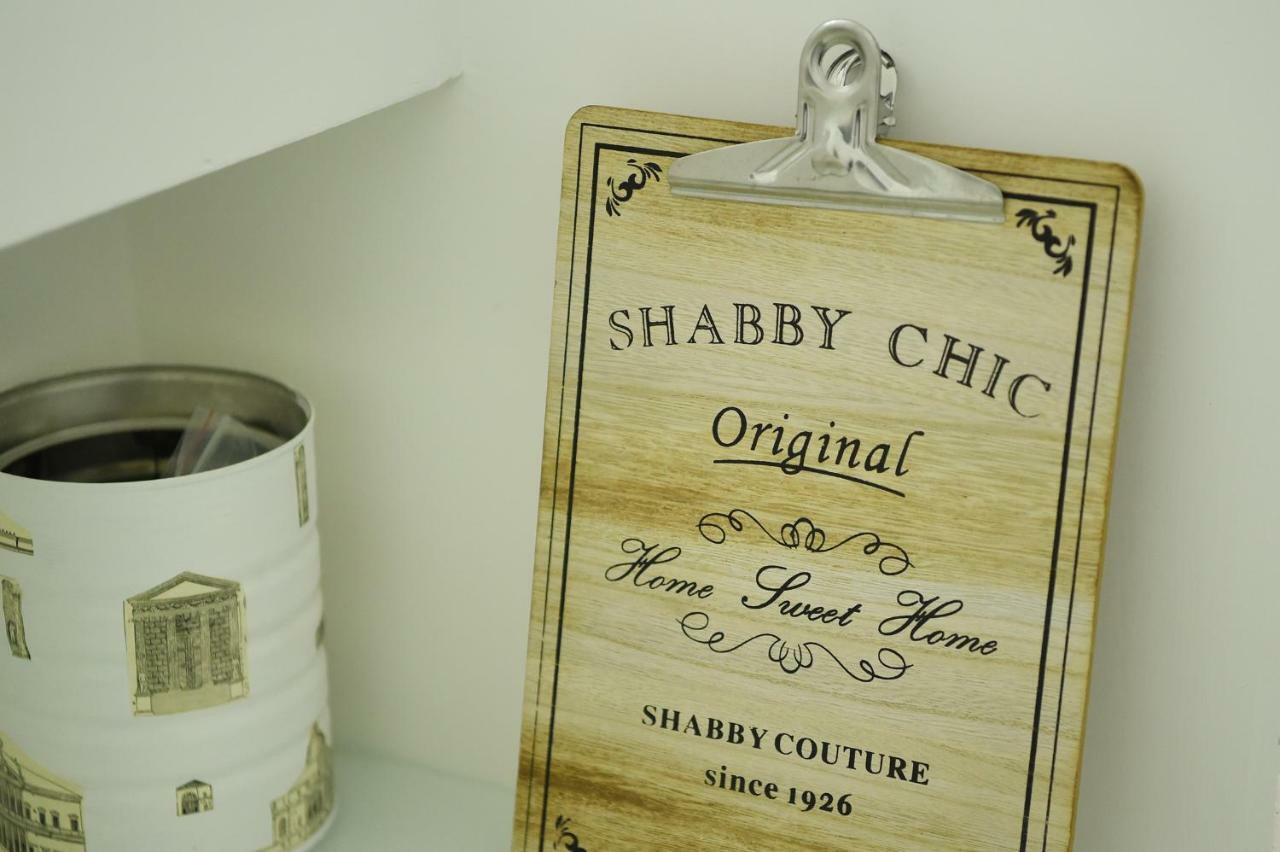 SHABBY CHIC
Original
Home Sweet Home
SHABBY COUTURE
since 1926